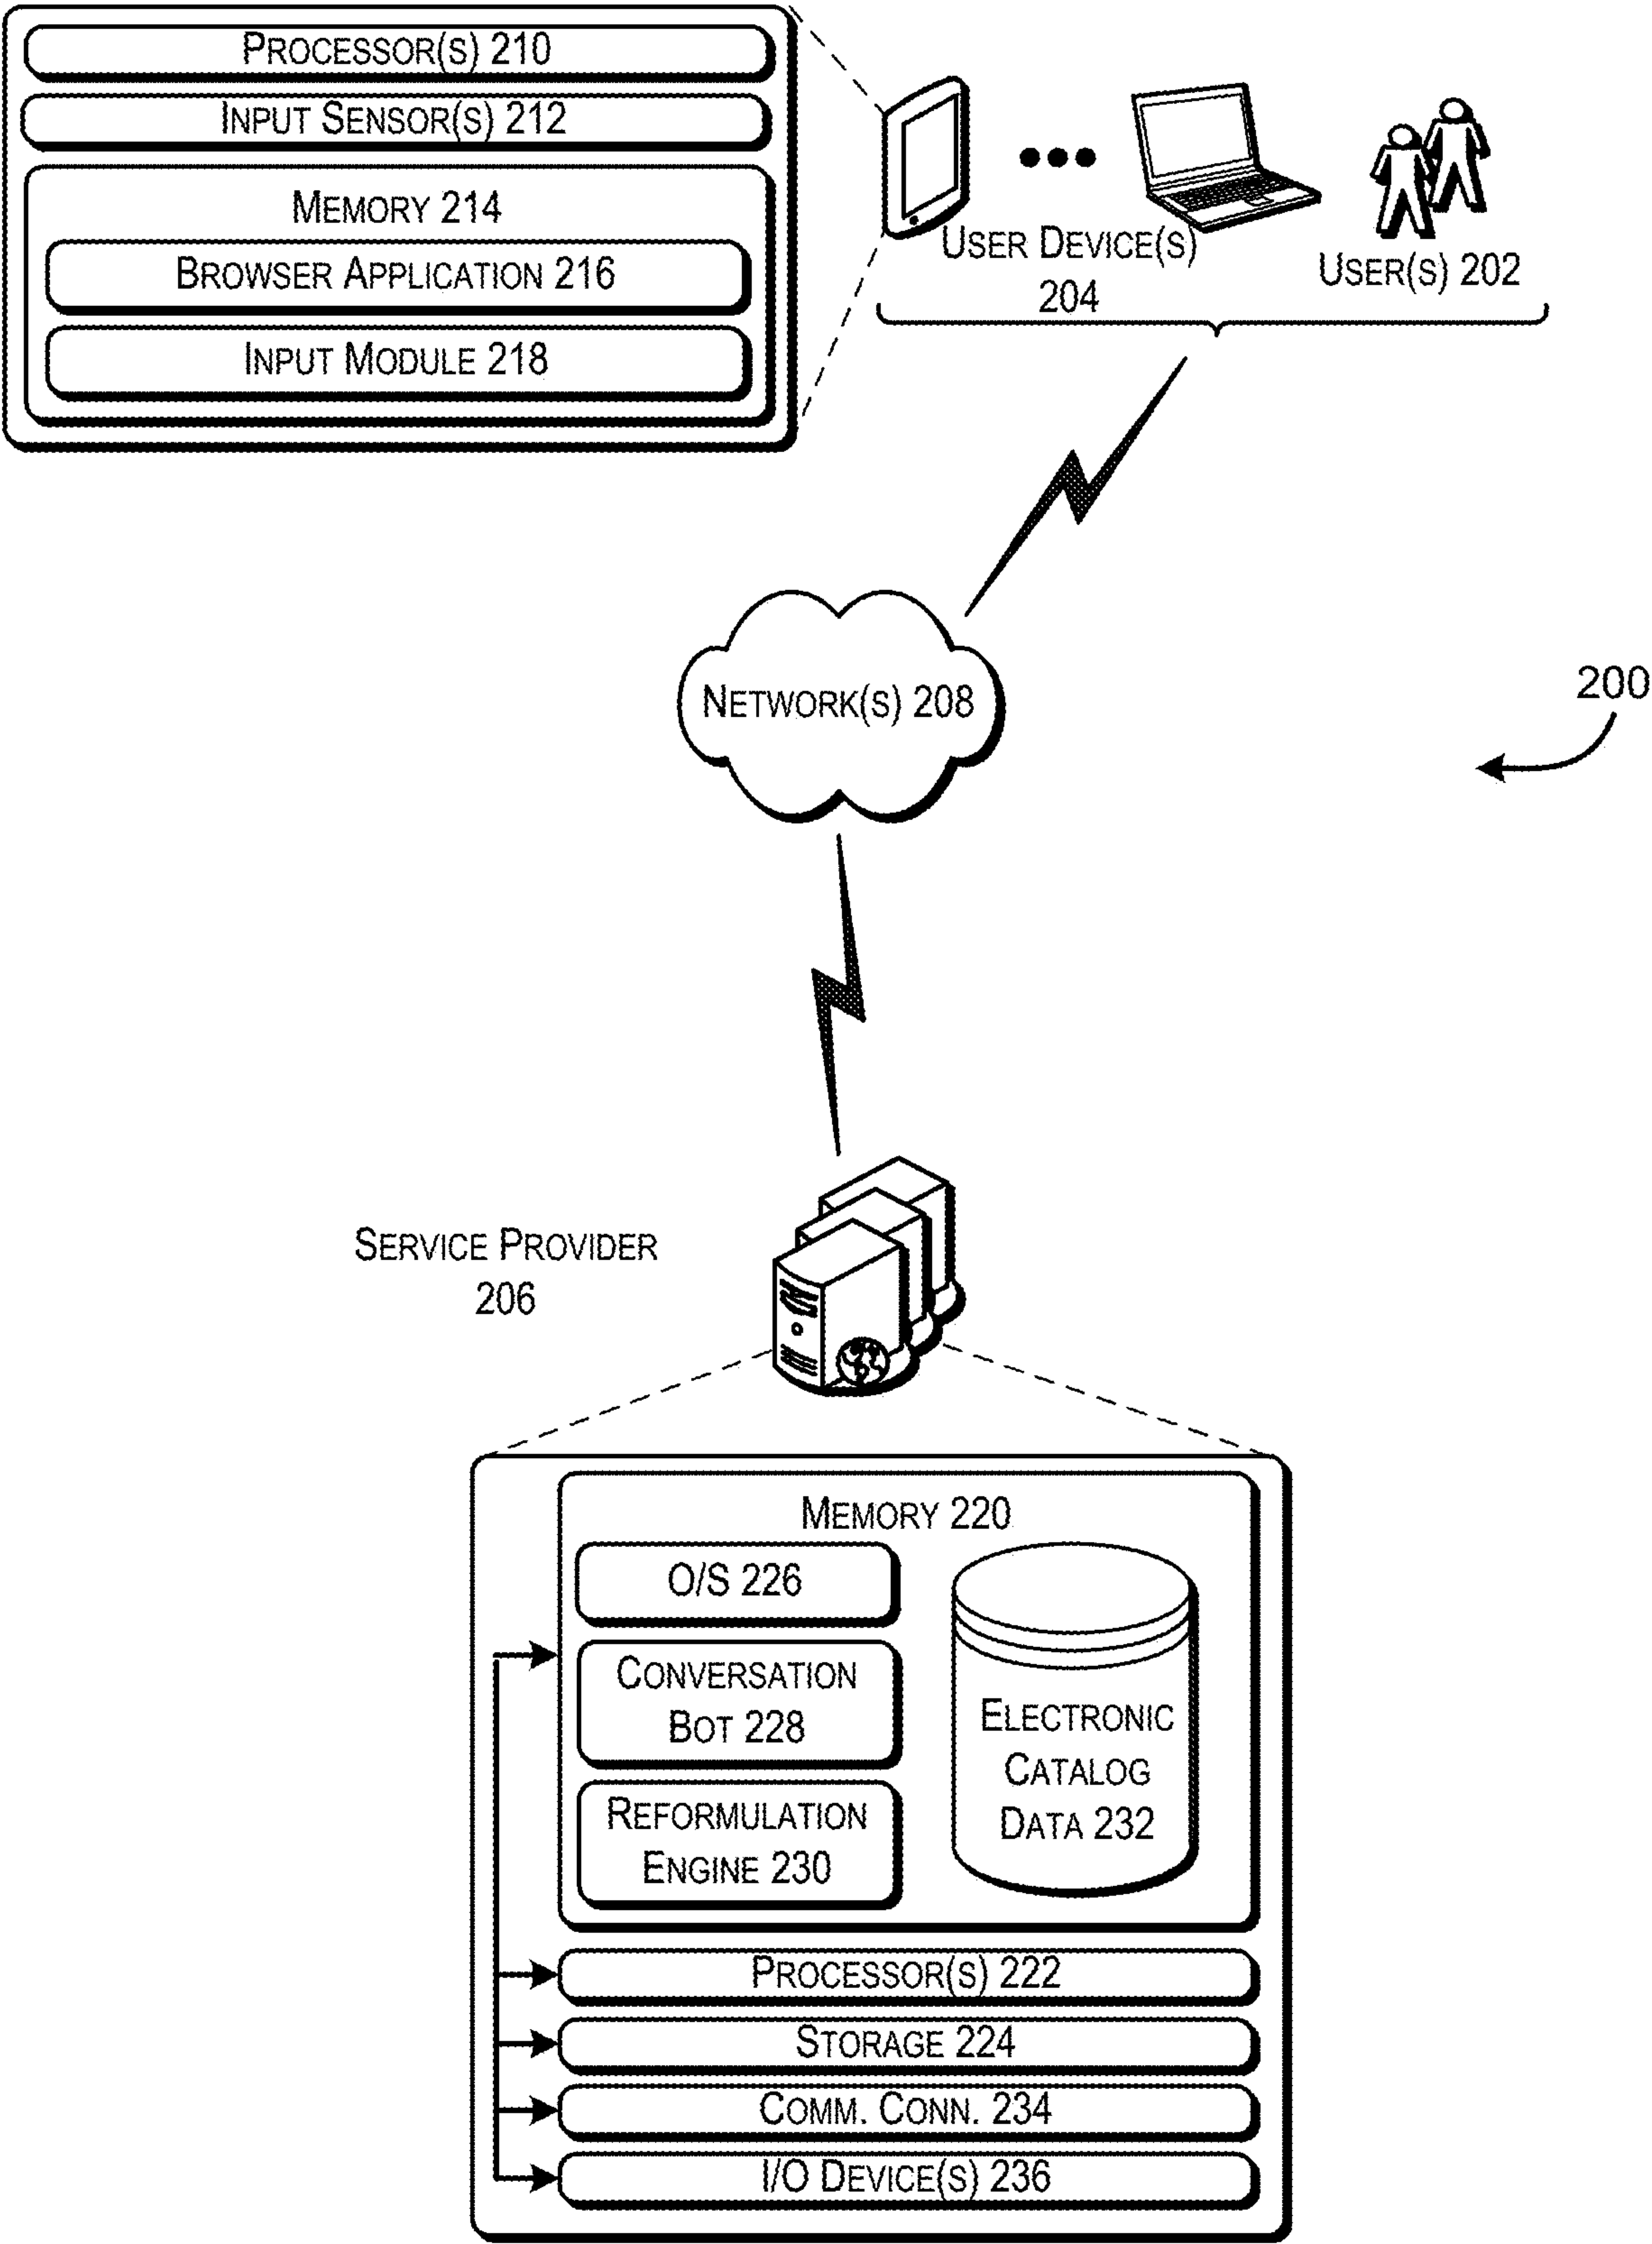 PROCESSOR(S) 210
INPUT SENSOR(S) 212
MEMORY 214
BROWSER APPLICATION 216
INPUT MODULE 218
USER DEVICE(S)
204
USER(S) 202
NETWORK(S) 208
200
SERVICE PROVIDER
206
MEMORY 220
O/S 226
CONVERSATION
BOT 228
REFORMULATION
ENGINE 230
ELECTRONIC
CATALOG
DATA 232
PROCESSOR(S) 222
STORAGE 224
COMM. CONN. 234
I/O DEVICE(S) 236